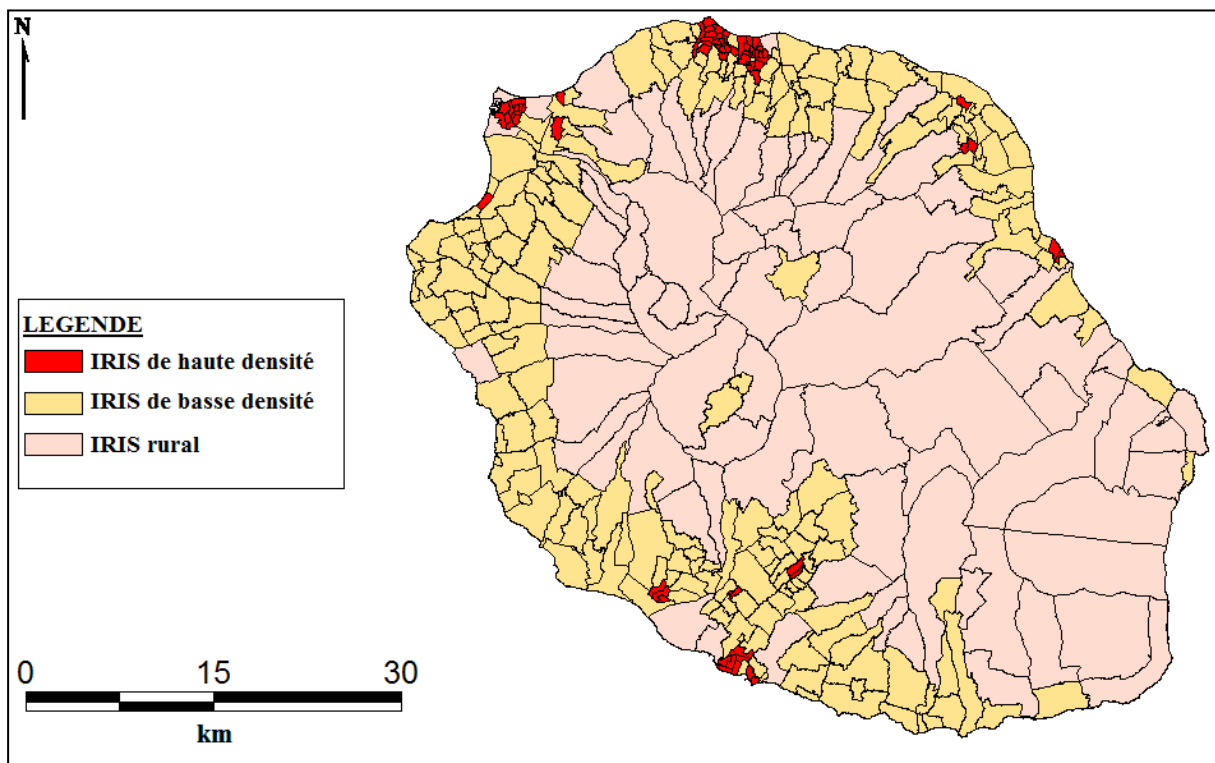 N
LEGENDE
IRIS de haute densité
IRIS de basse densité
IRIS rural
0 15 30
km